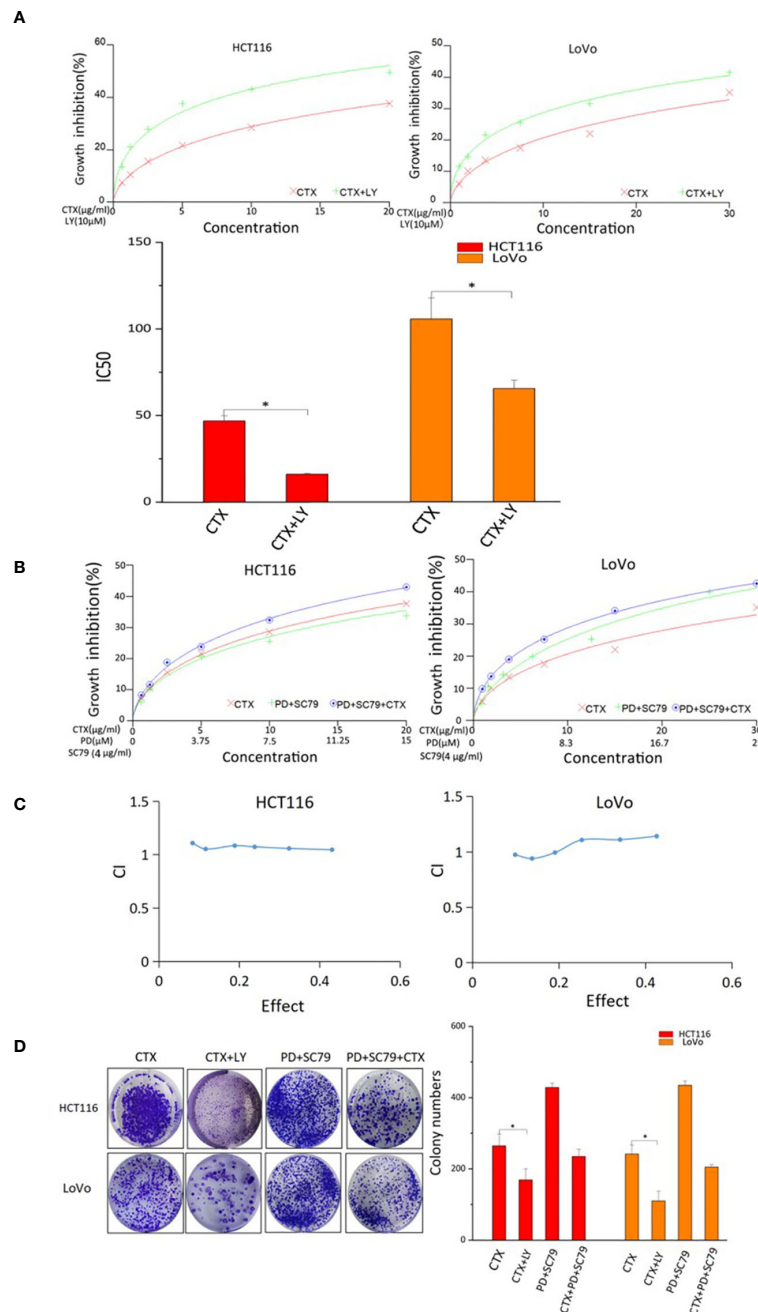 A
HCT116
LoVo
Growth inhibition(%)
60
40
20
0
CTX
CTX+LY
5
10
15
20
CTX(μg/ml)
LY(10μM)
Concentration
Growth inhibition(%)
50
40
30
20
10
0
CTX
CTX+LY
10
20
30
CTX(μg/ml)
LY(10μM)
Concentration
HCT116
LoVo
IC50
150
100
50
0
*
*
CTX
CTX+LY
CTX
CTX+LY
B
HCT116
LoVo
Growth inhibition(%)
50
40
30
20
10
0
CTX
PD+SC79
PD+SC79+CTX
CTX(μg/ml) 5 10 15 20
PD(μM) 0 3.75 7.5 11.25 15
SC79 (4 μg/ml)
Concentration
Growth inhibition(%)
50
40
30
20
10
0
CTX
PD+SC79
PD+SC79+CTX
CTX(μg/ml) 10 20 30
PD(μM) 0 8.3 16.7
SC79(4 μg/ml)
Concentration
C
HCT116
LoVo
CI
1.5
1
0.5
0
0 0.2 0.4 0.6
Effect
CI
1.5
1
0.5
0
0 0.2 0.4 0.6
Effect
D
CTX CTX+LY PD+SC79 PD+SC79+CTX
HCT116
LoVo
HCT116
LoVo
Colony numbers
600
400
200
0
*
*
CTX
CTX+LY
PD+SC79
CTX+PD+SC79
CTX
CTX+LY
PD+SC79
CTX+PD+SC79